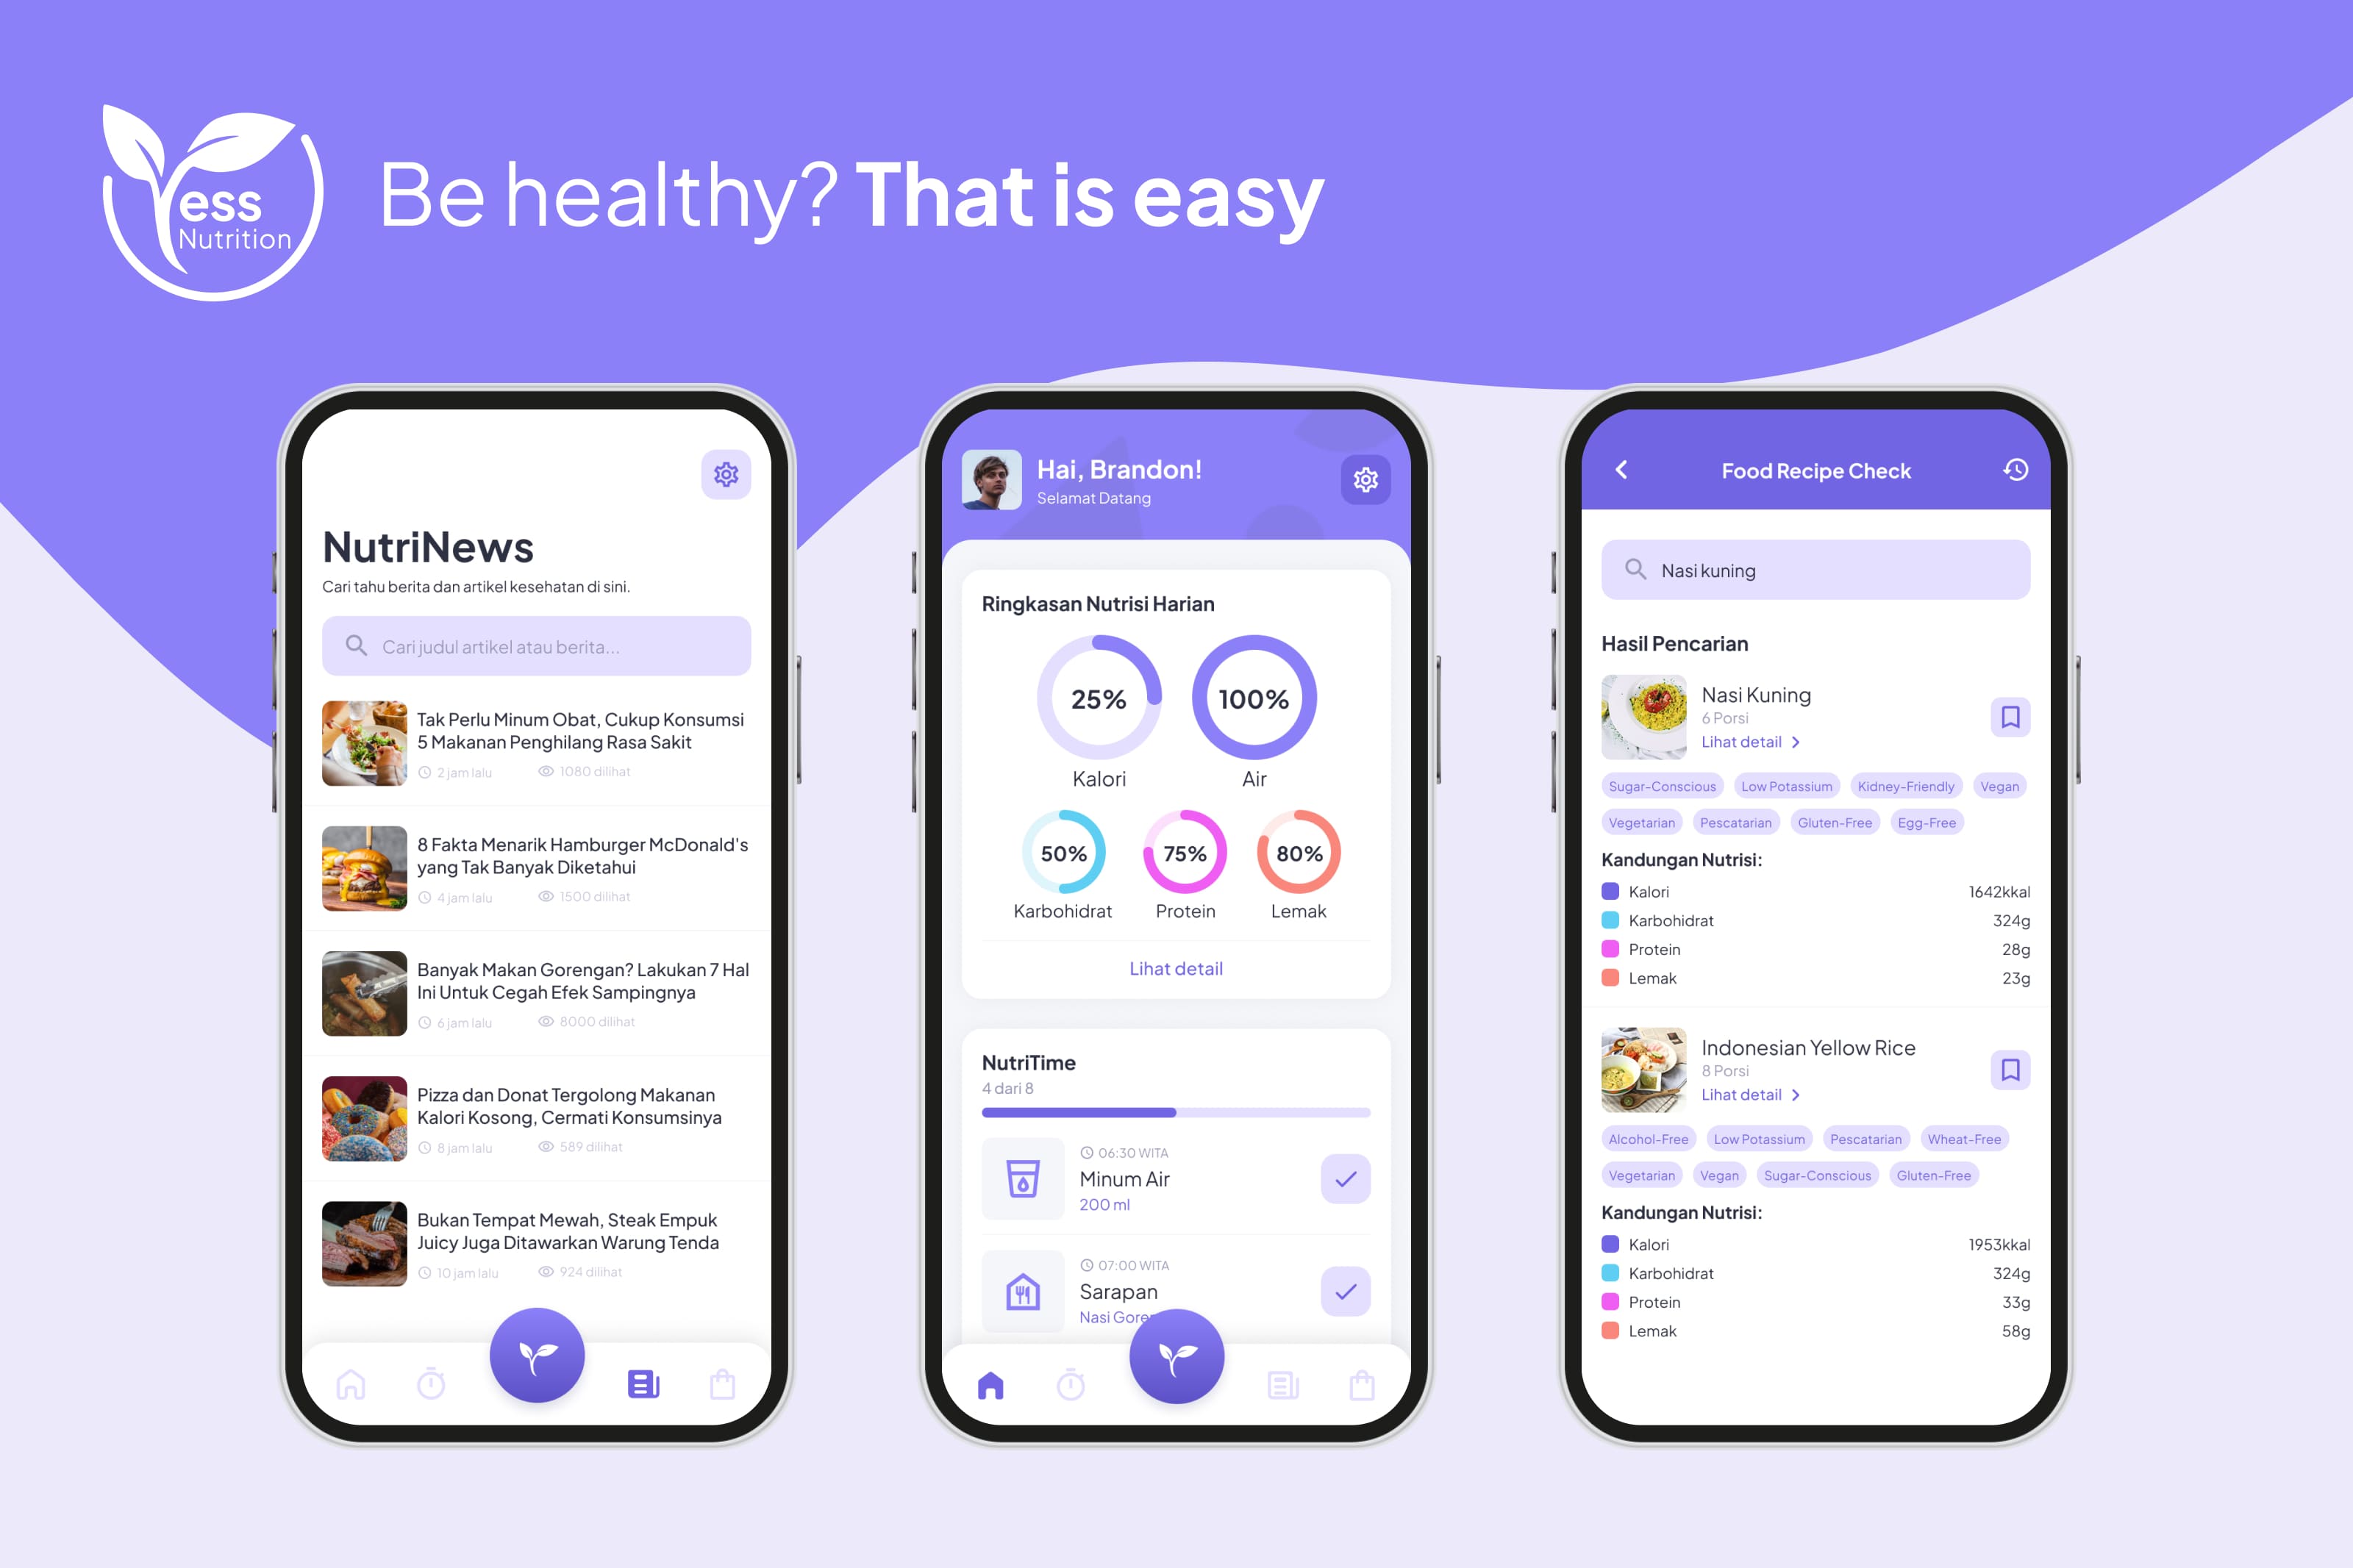 Yess
Nutrition
Be healthy? That is easy
NutriNews
Cari tahu berita dan artikel kesehatan di sini.
Cari judul artikel atau berita...
Tak Perlu Minum Obat, Cukup Konsumsi
5 Makanan Penghilang Rasa Sakit
2 jam lalu 1080 dilihat
8 Fakta Menarik Hamburger McDonald's
yang Tak Banyak Diketahui
4 jam lalu 1500 dilihat
Banyak Makan Gorengan? Lakukan 7 Hal
Ini Untuk Cegah Efek Sampingnya
6 jam lalu 8000 dilihat
Pizza dan Donat Tergolong Makanan
Kalori Kosong, Cermati Konsumsinya
8 jam lalu 589 dilihat
Bukan Tempat Mewah, Steak Empuk
Juicy Juga Ditawarkan Warung Tenda
10 jam lalu 924 dilihat
Hai, Brandon!
Selamat Datang
Ringkasan Nutrisi Harian
25% 100%
Kalori Air
50% 75% 80%
Karbohidrat Protein Lemak
Lihat detail
NutriTime
4 dari 8
06:30 WITA
Minum Air
200 ml
07:00 WITA
Sarapan
Nasi Gore
Food Recipe Check
Nasi kuning
Hasil Pencarian
Nasi Kuning
6 Porsi
Lihat detail
Sugar-Conscious Low Potassium Kidney-Friendly Vegan
Vegetarian Pescatarian Gluten-Free Egg-Free
Kandungan Nutrisi:
Kalori 1642kkal
Karbohidrat 324g
Protein 28g
Lemak 23g
Indonesian Yellow Rice
8 Porsi
Lihat detail
Alcohol-Free Low Potassium Pescatarian Wheat-Free
Vegetarian Vegan Sugar-Conscious Gluten-Free
Kandungan Nutrisi:
Kalori 1953kkal
Karbohidrat 324g
Protein 33g
Lemak 58g